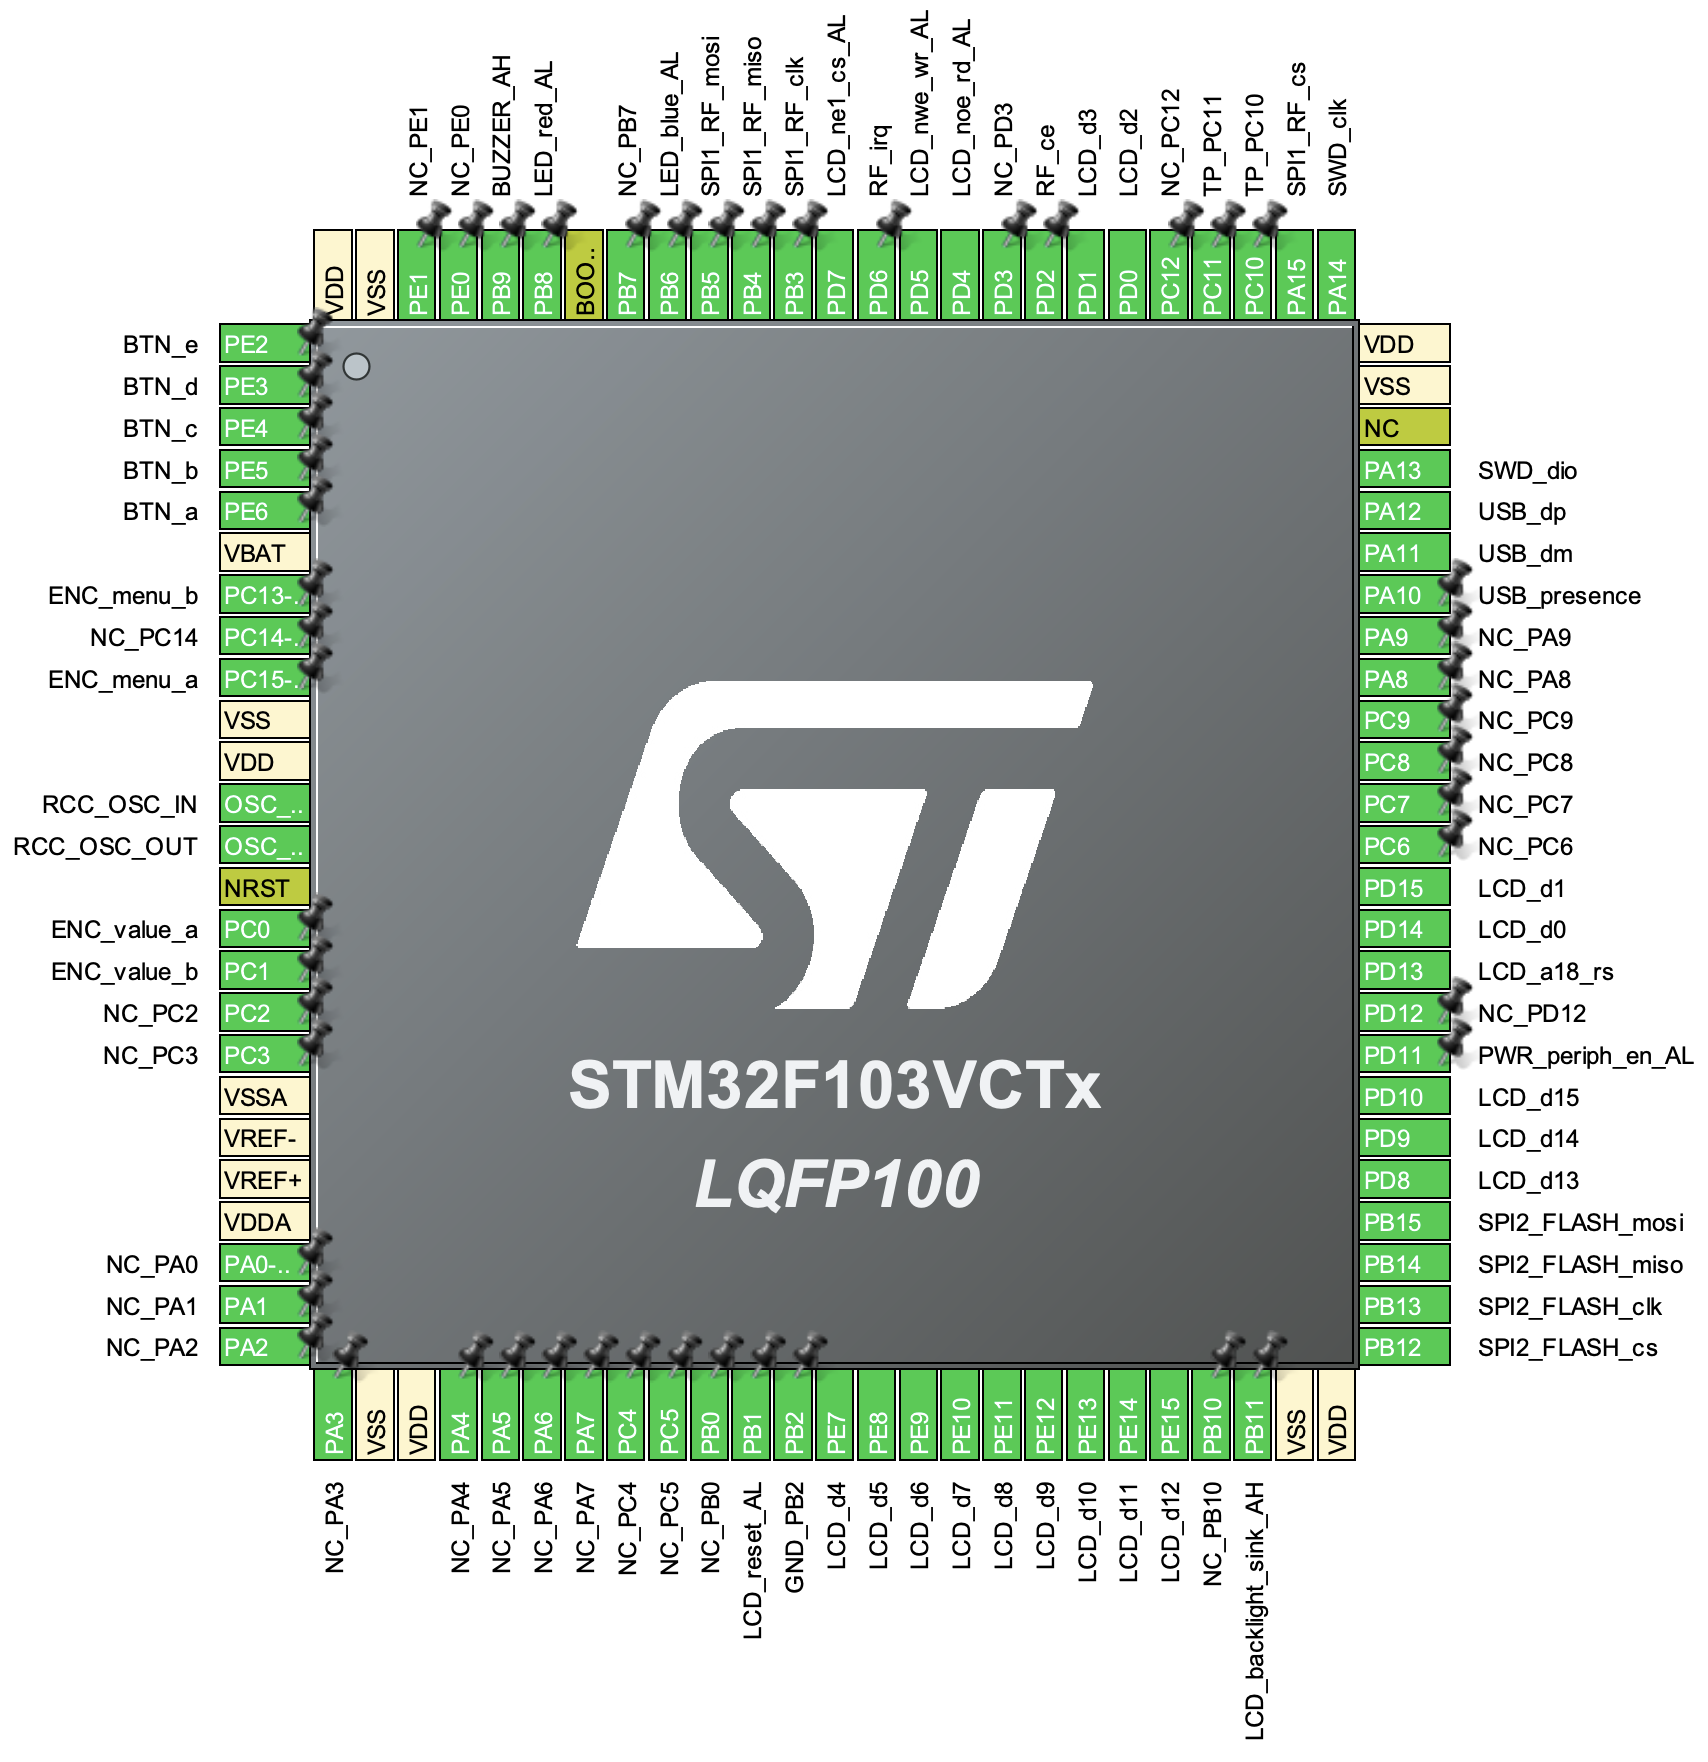 NC_PE1
NC_PE0
BUZZER_AH
LED_red_AL
NC_PB7
LED_blue_AL
SPI1_RF_mosi
SPI1_RF_miso
SPI1_RF_clk
LCD_ne1_cs_AL
RF_irq
LCD_nwe_wr_AL
LCD_noe_rd_AL
NC_PD3
RF_ce
LCD_d3
LCD_d2
NC_PC12
TP_PC11
TP_PC10
SPI1_RF_cs
SWD_clk
VDD
VSS
PE1
PE0
PB9
PB8
BOO..
PB7
PB6
PB5
PB4
PB3
PD7
PD6
PD5
PD4
PD3
PD2
PD1
PD0
PC12
PC11
PC10
PA15
PA14
BTN_e PE2
BTN_d PE3
BTN_c PE4
BTN_b PE5
BTN_a PE6
VBAT
ENC_menu_b PC13-..
NC_PC14 PC14-..
ENC_menu_a PC15-..
VSS
VDD
RCC_OSC_IN OSC_..
RCC_OSC_OUT OSC_..
NRST
ENC_value_a PC0
ENC_value_b PC1
NC_PC2 PC2
NC_PC3 PC3
VSSA
VREF-
VREF+
VDDA
NC_PA0 PA0-..
NC_PA1 PA1
NC_PA2 PA2
ST
STM32F103VCTx
LQFP100
VDD
VSS
NC
PA13 SWD_dio
PA12 USB_dp
PA11 USB_dm
PA10 USB_presence
PA9 NC_PA9
PA8 NC_PA8
PC9 NC_PC9
PC8 NC_PC8
PC7 NC_PC7
PC6 NC_PC6
PD15 LCD_d1
PD14 LCD_d0
PD13 LCD_a18_rs
PD12 NC_PD12
PD11 PWR_periph_en_AL
PD10 LCD_d15
PD9 LCD_d14
PD8 LCD_d13
PB15 SPI2_FLASH_mosi
PB14 SPI2_FLASH_miso
PB13 SPI2_FLASH_clk
PB12 SPI2_FLASH_cs
PA3
VSS
VDD
PA4
PA5
PA6
PA7
PC4
PC5
PB0
PB1
PB2
PE7
PE8
PE9
PE10
PE11
PE12
PE13
PE14
PE15
PB10
PB11
VSS
VDD
NC_PA3
NC_PA4
NC_PA5
NC_PA6
NC_PA7
NC_PC4
NC_PC5
NC_PB0
LCD_reset_AL
GND_PB2
LCD_d4
LCD_d5
LCD_d6
LCD_d7
LCD_d8
LCD_d9
LCD_d10
LCD_d11
LCD_d12
NC_PB10
LCD_backlight_sink_AH